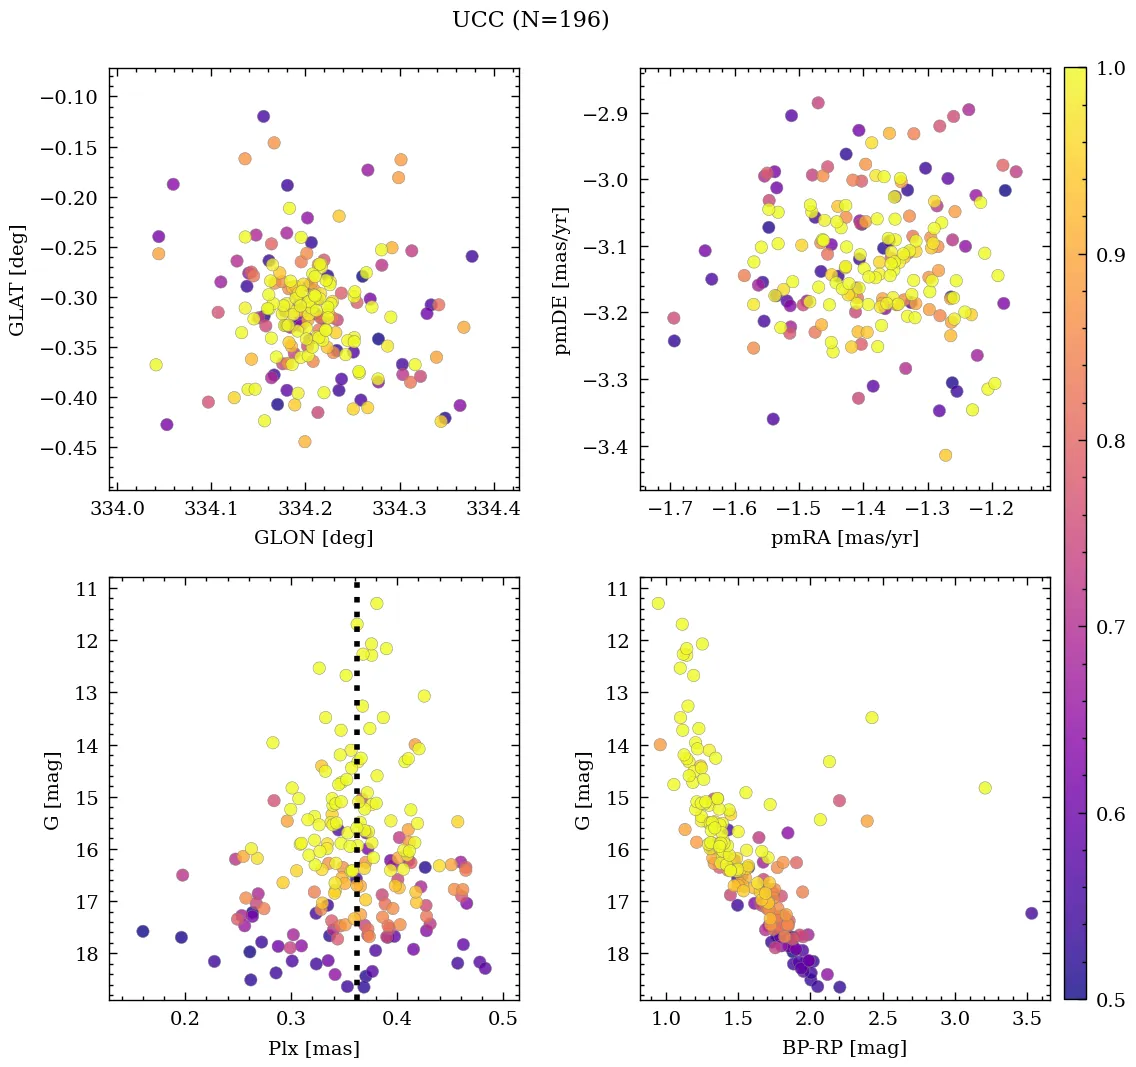 UCC (N=196)
−0.10
−0.15
−0.20
−0.25
−0.30
−0.35
−0.40
−0.45
GLAT [deg]
334.0 334.1 334.2 334.3 334.4
GLON [deg]
−2.9
−3.0
−3.1
−3.2
−3.3
−3.4
pmDE [mas/yr]
−1.7 −1.6 −1.5 −1.4 −1.3 −1.2
pmRA [mas/yr]
11
12
13
14
15
16
17
18
G [mag]
0.2 0.3 0.4 0.5
Plx [mas]
11
12
13
14
15
16
17
18
G [mag]
1.0 1.5 2.0 2.5 3.0 3.5
BP-RP [mag]
1.0
0.9
0.8
0.7
0.6
0.5